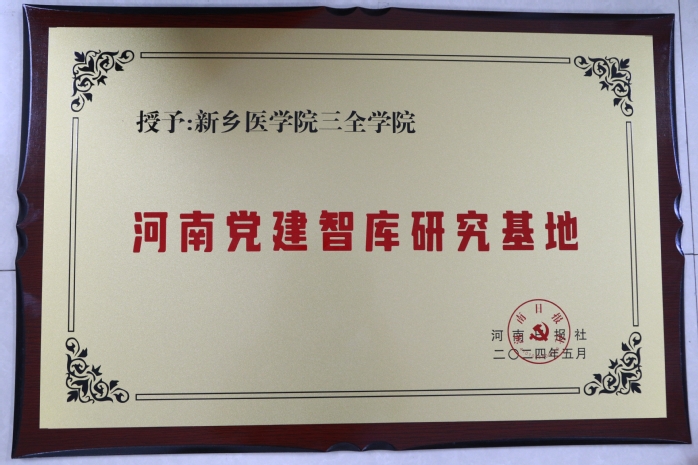 授予:新乡医学院三全学院
河南党建智库研究基地
河南日报社
二〇二四年五月